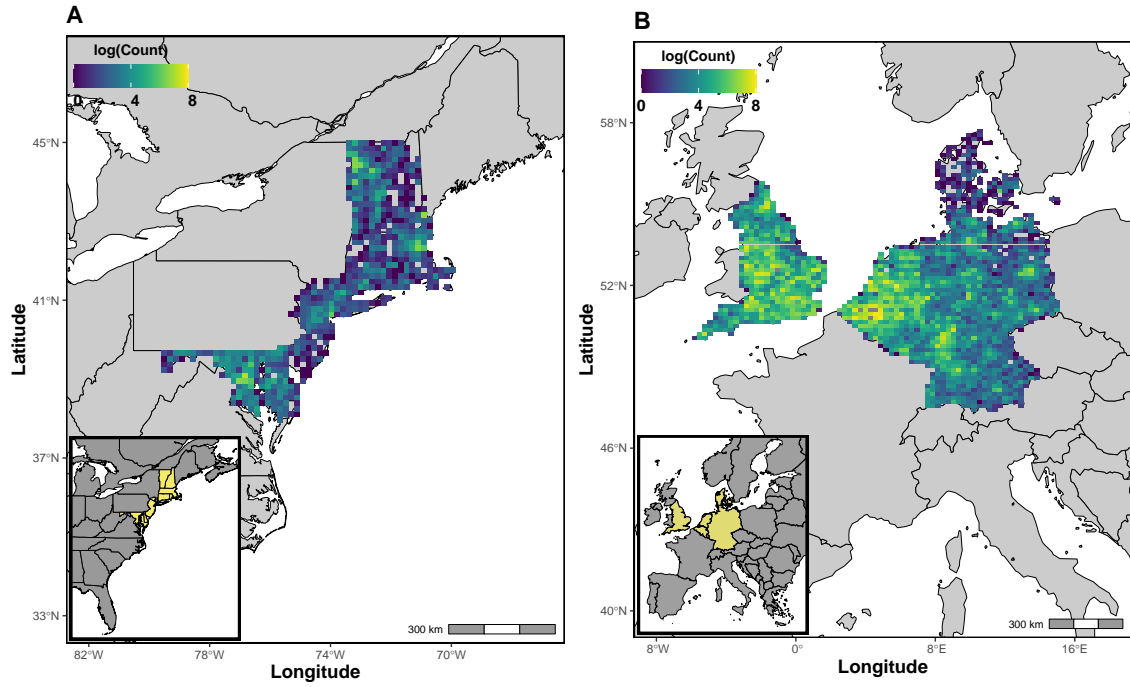 A
log(Count)
0 4 8
45°N
41°N
37°N
33°N
Latitude
82°W 78°W 74°W 70°W
Longitude
300 km
B
log(Count)
0 4 8
58°N
52°N
46°N
40°N
Latitude
8°W 0° 8°E 16°E
Longitude
300 km